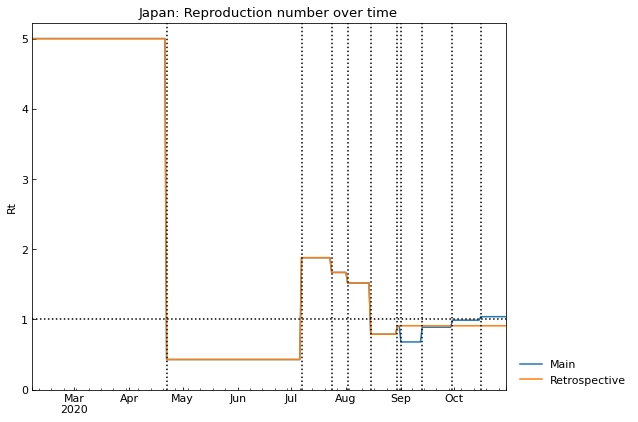 Japan: Reproduction number over time
Rt
5
4
3
2
1
0
Mar
2020
Apr
May
Jun
Jul
Aug
Sep
Oct
Main
Retrospective